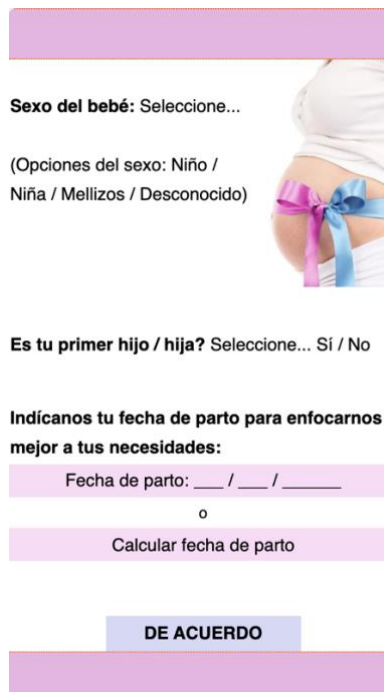 Sexo del bebé: Seleccione...
(Opciones del sexo: Niño /
Niña / Mellizos / Desconocido)
Es tu primer hijo / hija? Seleccione... Sí / No
Indícanos tu fecha de parto para enfocarnos
mejor a tus necesidades:
Fecha de parto: ___ / ___ / ______
o
Calcular fecha de parto
DE ACUERDO